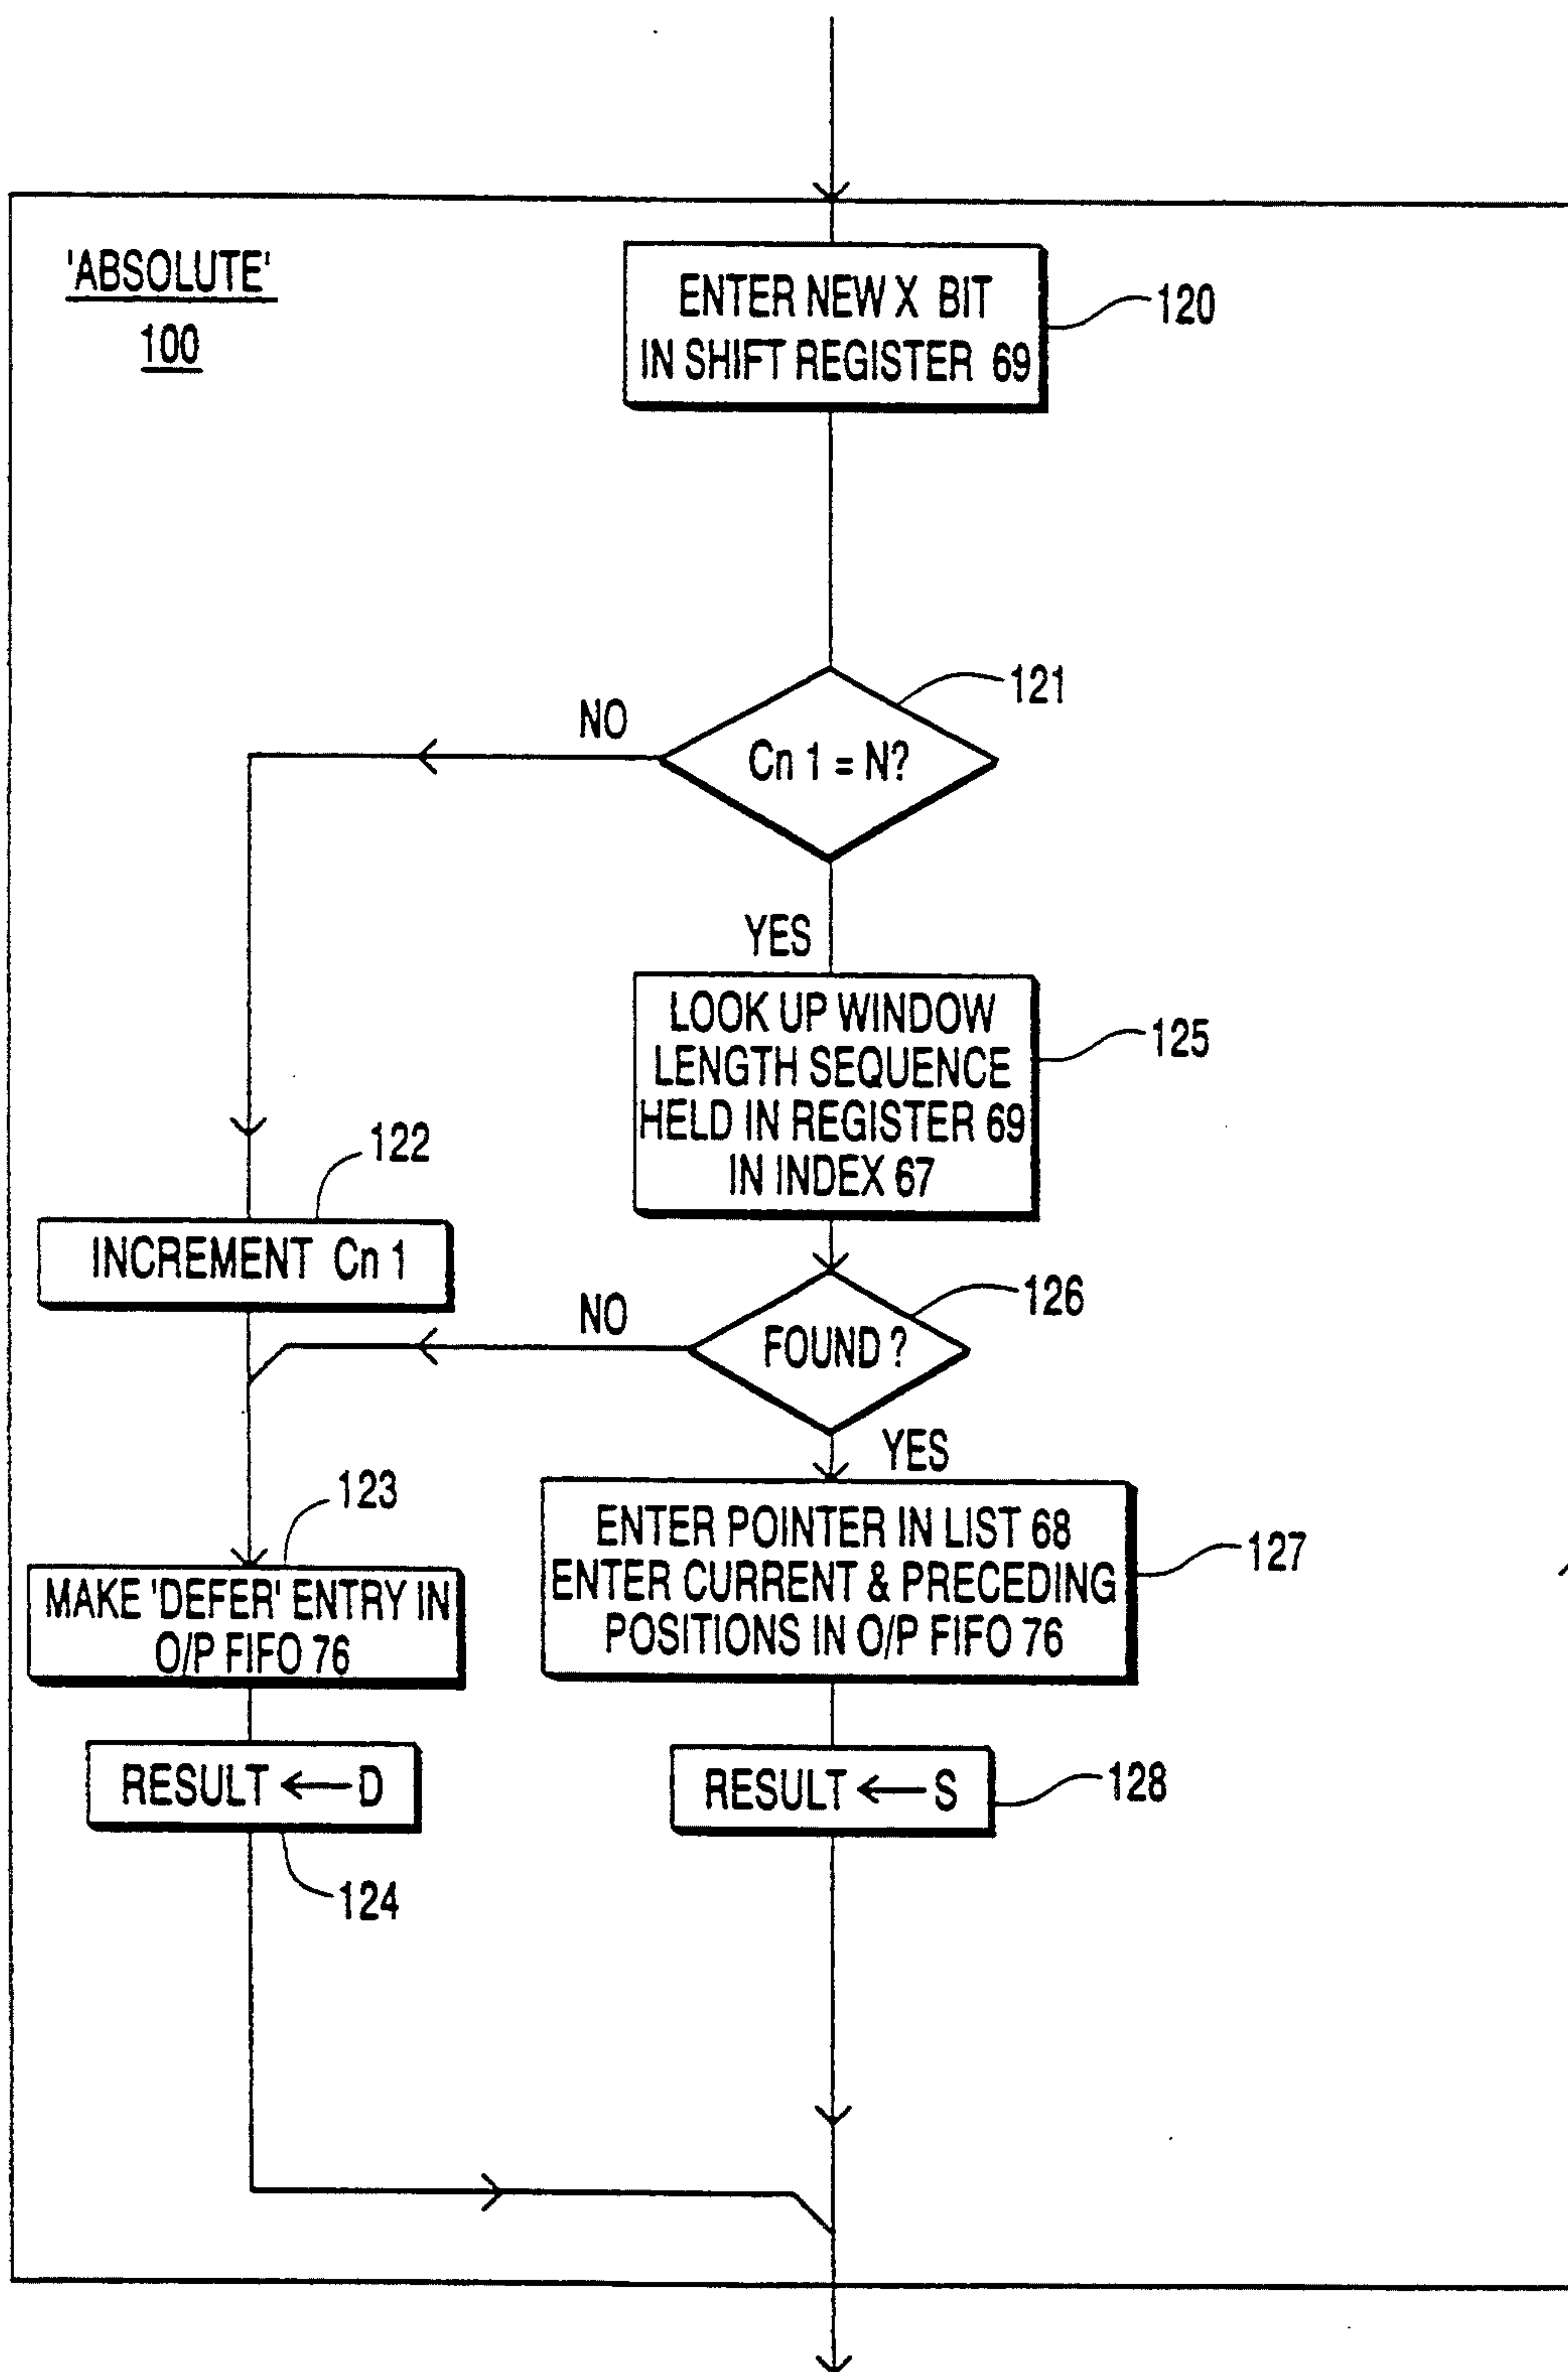 'ABSOLUTE'
100
ENTER NEW X BIT
IN SHIFT REGISTER 69
120
121
NO
Cn 1 = N?
YES
LOOK UP WINDOW
LENGTH SEQUENCE
HELD IN REGISTER 69
IN INDEX 67
125
122
INCREMENT Cn 1
NO
126
FOUND ?
YES
123
MAKE 'DEFER' ENTRY IN
O/P FIFO 76
ENTER POINTER IN LIST 68
ENTER CURRENT & PRECEDING
POSITIONS IN O/P FIFO 76
127
RESULT ← D
124
RESULT ← S
128